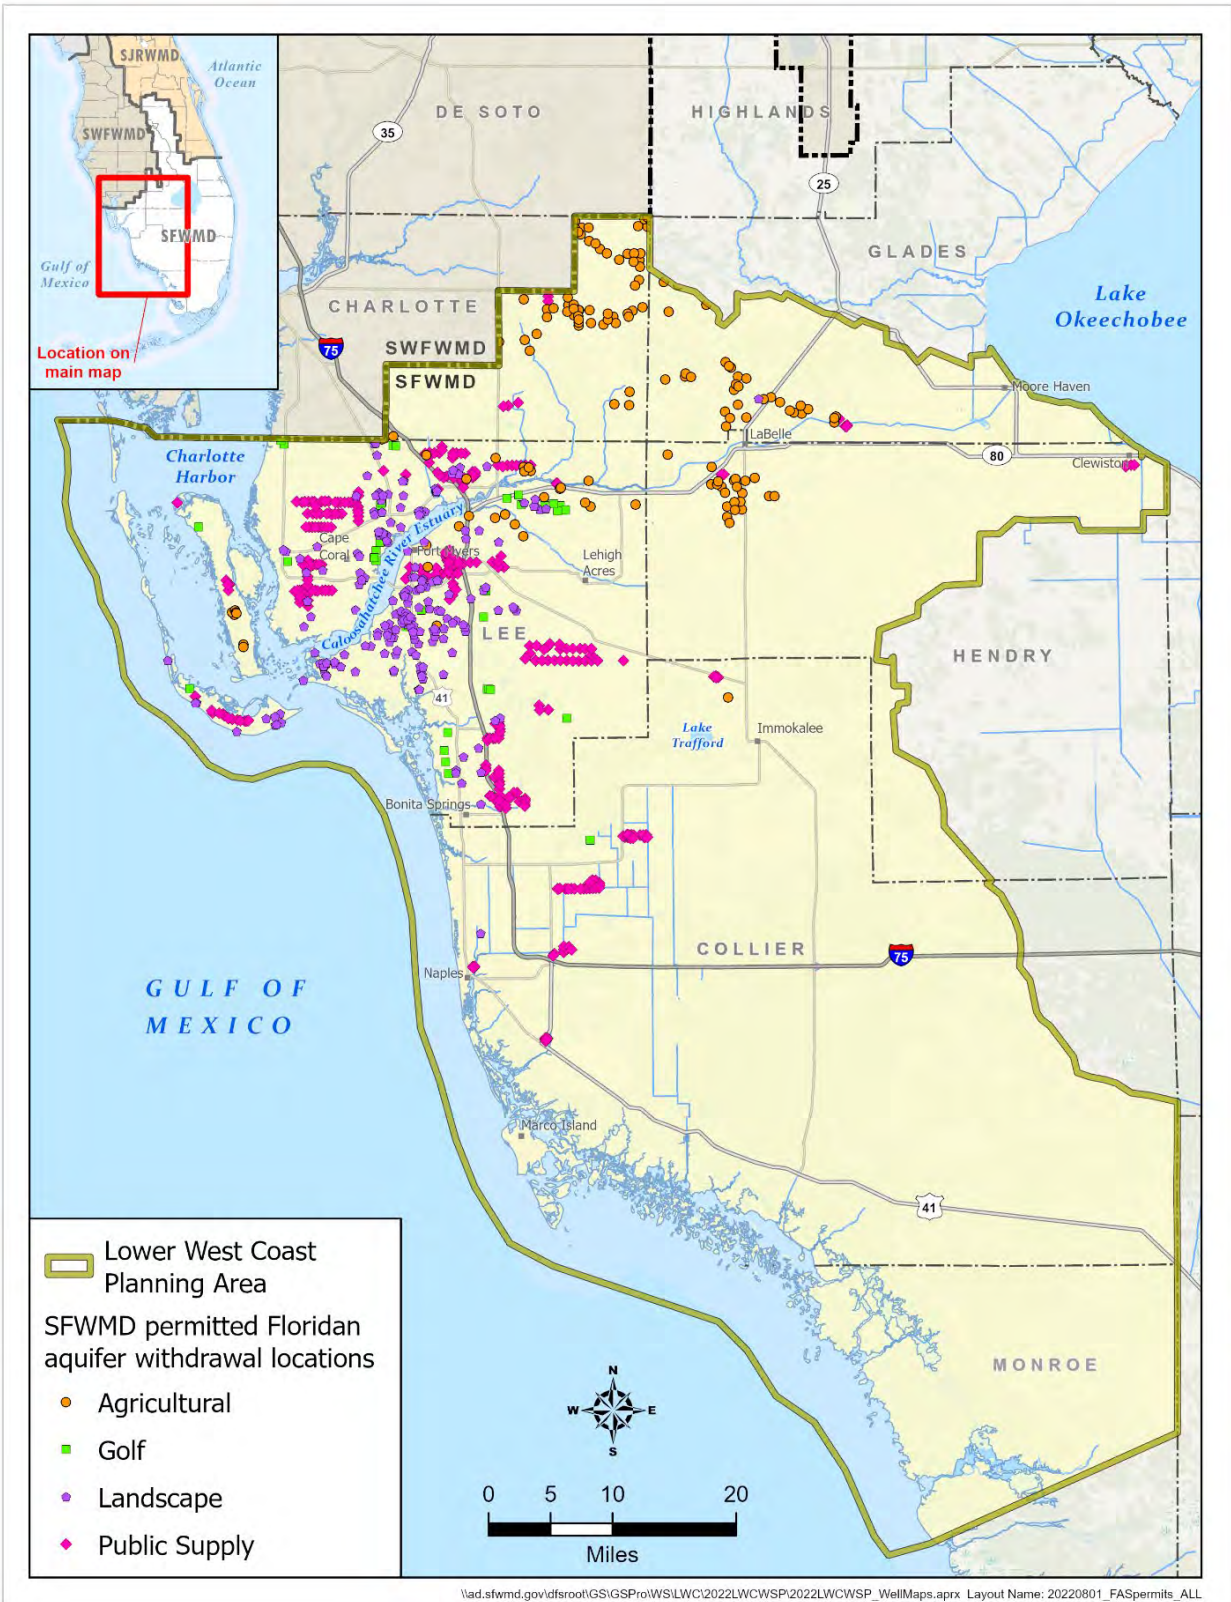 SJRWMD
Atlantic
Ocean
SWFWMD
SFWMD
Gulf of
Mexico
Location on
main map
DE SOTO
HIGHLANDS
35
25
GLADES
Lake
Okeechobee
CHARLOTTE
75
SWFWMD
SFWMD
Moore Haven
LaBelle
Charlotte
Harbor
80
Clewiston
Cape
Coral
Fort Myers
Caloosahatchee River Estuary
Lehigh
Acres
LEE
HENDRY
41
Lake
Trafford
Immokalee
Bonita Springs
COLLIER
75
Naples
GULF OF
MEXICO
Marco Island
41
MONROE
Lower West Coast
Planning Area
SFWMD permitted Floridan
aquifer withdrawal locations
Agricultural
Golf
Landscape
Public Supply
N
W E
S
0 5 10 20
Miles
\\ad.sfwmd.gov\dfsroot\GS\GSPro\WS\LWC\2022LWCWSP\2022LWCWSP_WellMaps.aprx Layout Name: 20220801_FASpermits_ALL